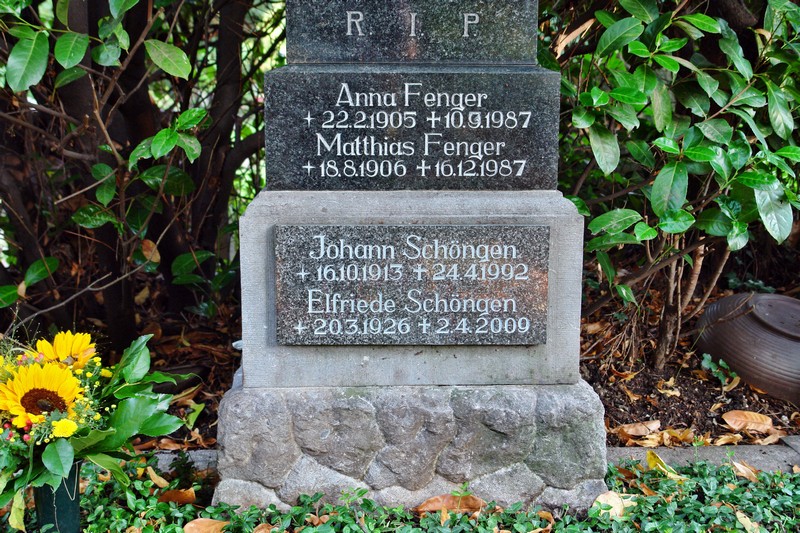 R. I. P.
Anna Fenger
+ 22.2.1905 + 10.9.1987
Matthias Fenger
+ 18.8.1906 + 16.12.1987
Johann Schöngen
+ 16.10.1913 + 24.4.1992
Elfriede Schöngen
+ 20.3.1926 + 2.4.2009